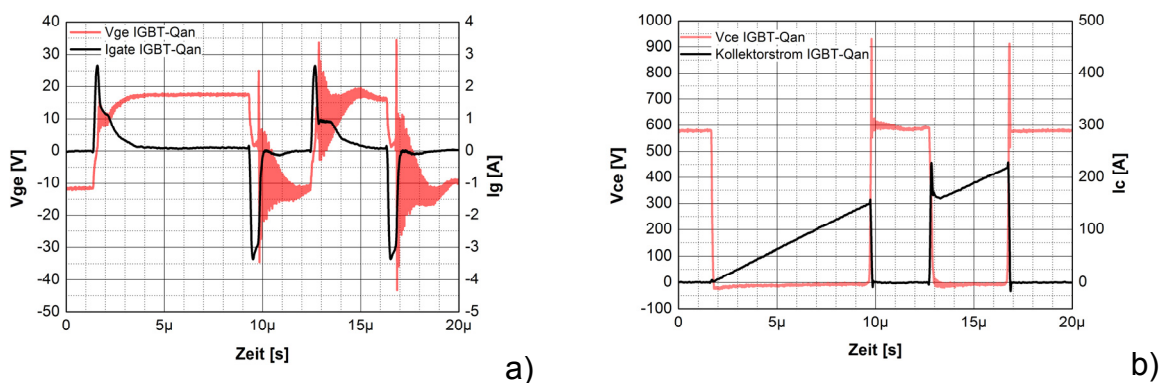 Vge IGBT-Qan
Igate IGBT-Qan
40
30
20
10
0
-10
-20
-30
-40
-50
Vge [V]
4
3
2
1
0
-1
-2
-3
-4
-5
Ig [A]
0
5µ
10µ
15µ
20µ
Zeit [s]
a)
Vce IGBT-Qan
Kollektorstrom IGBT-Qan
1000
900
800
700
600
500
400
300
200
100
0
-100
Vce [V]
500
400
300
200
100
0
Ic [A]
0
5µ
10µ
15µ
20µ
Zeit [s]
b)